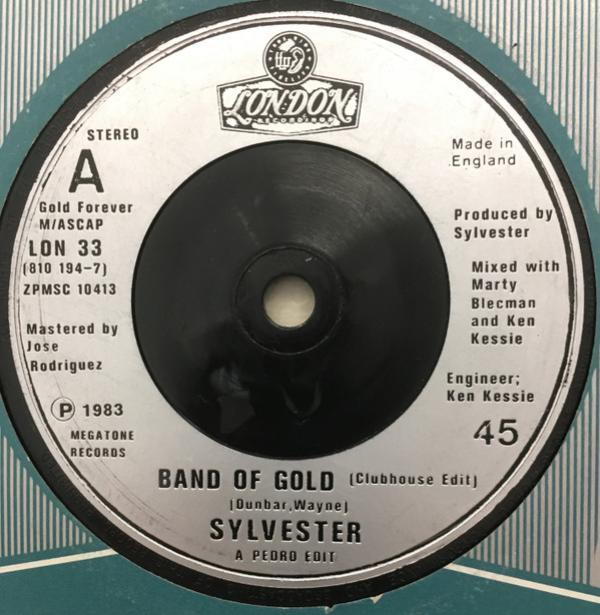 LONDON
RECORDINGS
STEREO
A
Gold Forever
M/ASCAP
LON 33
(810 194-7)
ZPMSC 10413
Mastered by
Jose
Rodriguez
Ⓟ 1983
MEGATONE
RECORDS
Made in
England
Produced by
Sylvester
Mixed with
Marty
Blecman
and Ken
Kessie
Engineer;
Ken Kessie
45
BAND OF GOLD (Clubhouse Edit)
(Dunbar,Wayne)
SYLVESTER
A PEDRO EDIT